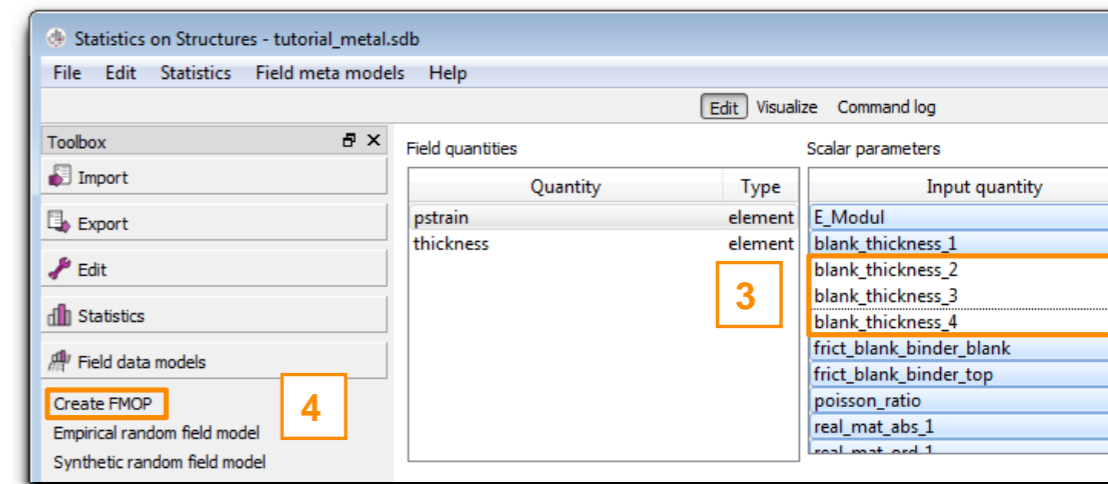 Statistics on Structures - tutorial_metal.sdb
File Edit Statistics Field meta models Help
Edit Visualize Command log
Toolbox
Import
Export
Edit
Statistics
Field data models
Create FMOP
4
Empirical random field model
Synthetic random field model
Field quantities
Quantity Type
pstrain element
thickness element
3
Scalar parameters
Input quantity
E_Modul
blank_thickness_1
blank_thickness_2
blank_thickness_3
blank_thickness_4
frict_blank_binder_blank
frict_blank_binder_top
poisson_ratio
real_mat_abs_1
real_mat_ord_1